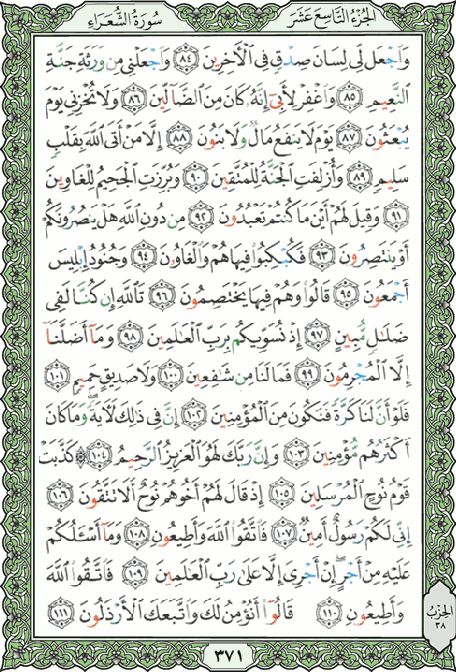 الجزء التاسع عشر سورة الشعراء
وَٱجْعَل لِّى لِسَانَ صِدْقٍ فِى ٱلْـَٔاخِرِينَ ٨٤ وَٱجْعَلْنِى مِن وَرَثَةِ جَنَّةِ
ٱلنَّعِيمِ ٨٥ وَٱغْفِرْ لِأَبِىٓ إِنَّهُۥ كَانَ مِنَ ٱلضَّآلِّينَ ٨٦ وَلَا تُخْزِنِى يَوْمَ
يُبْعَثُونَ ٨٧ يَوْمَ لَا يَنفَعُ مَالٌ وَلَا بَنُونَ ٨٨ إِلَّا مَنْ أَتَى ٱللَّهَ بِقَلْبٍ
سَلِيمٍ ٨٩ وَأُزْلِفَتِ ٱلْجَنَّةُ لِلْمُتَّقِينَ ٩٠ وَبُرِّزَتِ ٱلْجَحِيمُ لِلْغَاوِينَ
٩١ وَقِيلَ لَهُمْ أَيْنَ مَا كُنتُمْ تَعْبُدُونَ ٩٢ مِن دُونِ ٱللَّهِ هَلْ يَنصُرُونَكُمْ
أَوْ يَنتَصِرُونَ ٩٣ فَكُبْكِبُوا۟ فِيهَا هُمْ وَٱلْغَاوُۥنَ ٩٤ وَجُنُودُ إِبْلِيسَ
أَجْمَعُونَ ٩٥ قَالُوا۟ وَهُمْ فِيهَا يَخْتَصِمُونَ ٩٦ تَٱللَّهِ إِن كُنَّا لَفِى
ضَلَـٰلٍ مُّبِينٍ ٩٧ إِذْ نُسَوِّيكُم بِرَبِّ ٱلْعَـٰلَمِينَ ٩٨ وَمَآ أَضَلَّنَآ
إِلَّا ٱلْمُجْرِمُونَ ٩٩ فَمَا لَنَا مِن شَـٰفِعِينَ ١٠٠ وَلَا صَدِيقٍ حَمِيمٍ ١٠١
فَلَوْ أَنَّ لَنَا كَرَّةً فَنَكُونَ مِنَ ٱلْمُؤْمِنِينَ ١٠٢ إِنَّ فِى ذَٰلِكَ لَـَٔايَةً وَمَا كَانَ
أَكْثَرُهُم مُّؤْمِنِينَ ١٠٣ وَإِنَّ رَبَّكَ لَهُوَ ٱلْعَزِيزُ ٱلرَّحِيمُ ١٠٤ كَذَّبَتْ
قَوْمُ نُوحٍ ٱلْمُرْسَلِينَ ١٠٥ إِذْ قَالَ لَهُمْ أَخُوهُمْ نُوحٌ أَلَا تَتَّقُونَ ١٠٦
إِنِّى لَكُمْ رَسُولٌ أَمِينٌ ١٠٧ فَٱتَّقُوا۟ ٱللَّهَ وَأَطِيعُونِ ١٠٨ وَمَآ أَسْـَٔلُكُمْ
عَلَيْهِ مِنْ أَجْرٍ إِنْ أَجْرِىَ إِلَّا عَلَىٰ رَبِّ ٱلْعَـٰلَمِينَ ١٠٩ فَٱتَّقُوا۟ ٱللَّهَ
وَأَطِيعُونِ ١١٠ قَالُوٓا۟ أَنُؤْمِنُ لَكَ وَٱتَّبَعَكَ ٱلْأَرْذَلُونَ ١١١
الحزب
٣٨
٣٧١